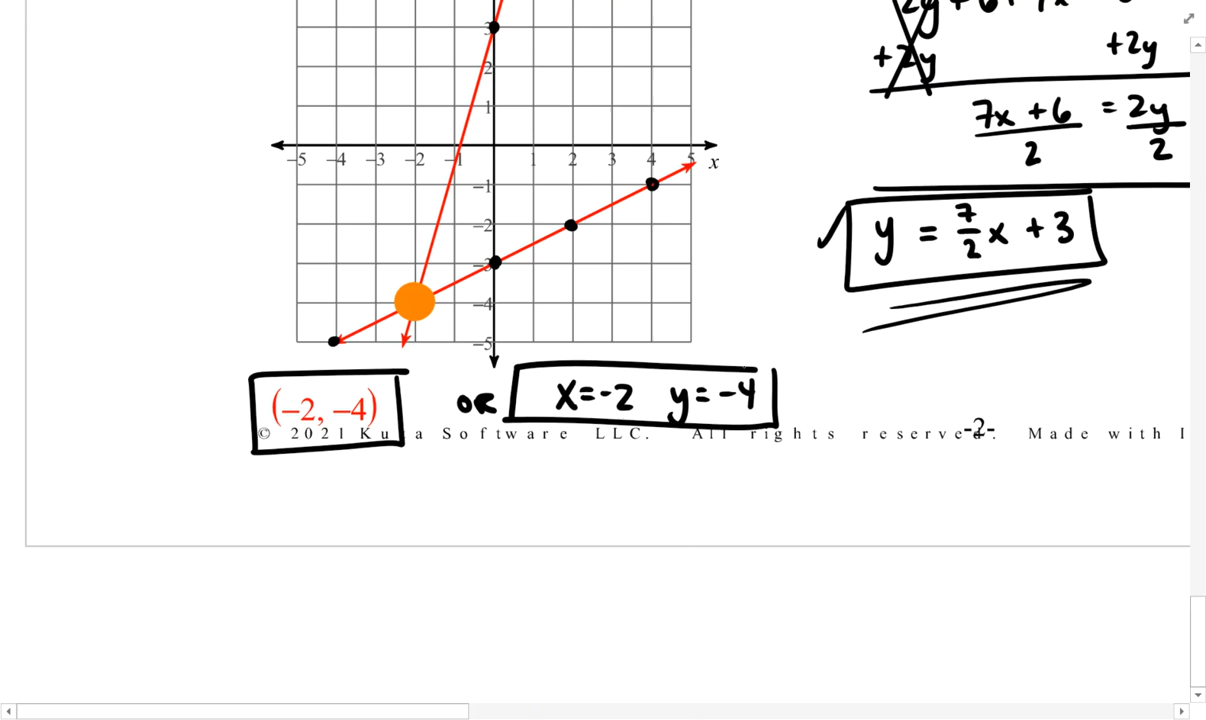 +2y +2y
7x + 6 = 2y
2 2
y = 7/2 x + 3
3
2
1
-5 -4 -3 -2 -1 1 2 3 4 5 x
-1
-2
-3
-4
-5
(-2, -4) OR x=-2 y=-4
© 2021 Ku a Software LLC. All rights reserve -2- Made with I